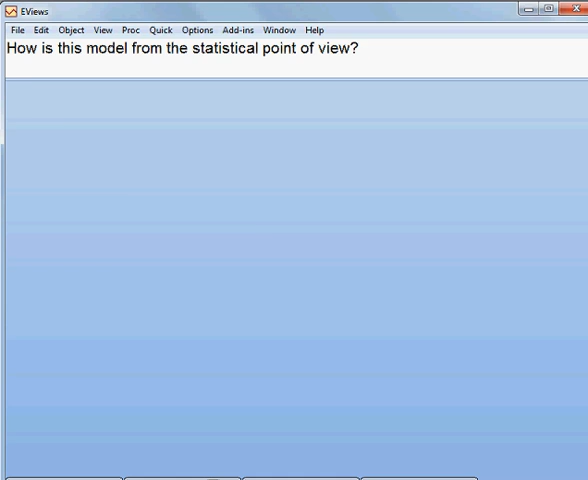 EViews
File Edit Object View Proc Quick Options Add-ins Window Help
How is this model from the statistical point of view?